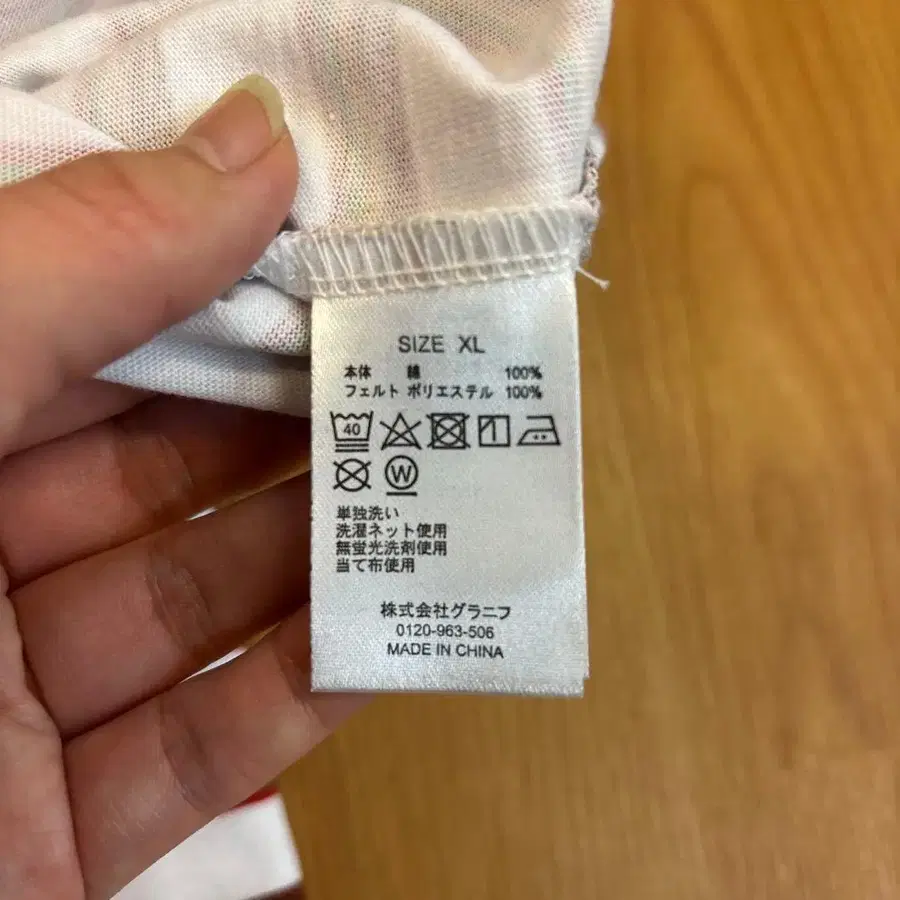 SIZE XL
本体 綿 100%
フェルト ポリエステル 100%
40
W
単独洗い
洗濯ネット使用
無蛍光洗剤使用
当て布使用
株式会社グラニフ
0120-963-506
MADE IN CHINA